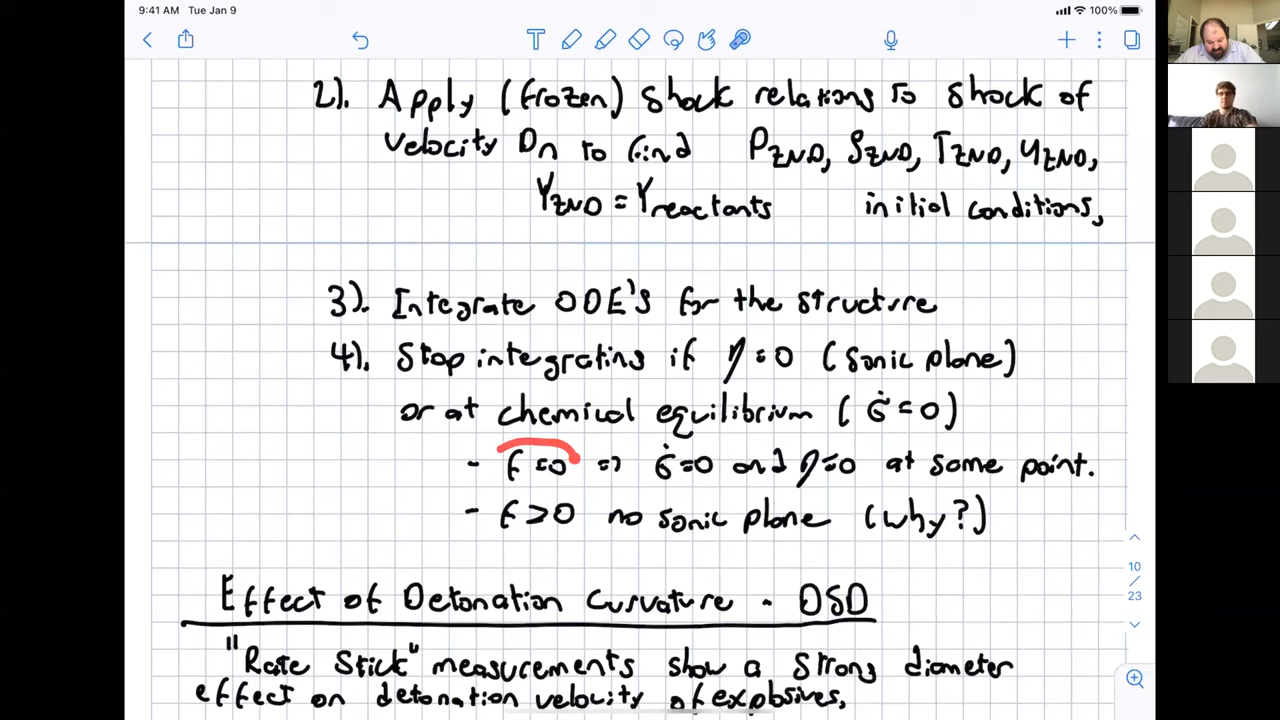 9:41 AM Tue Jan 9
100%
2). Apply (frozen) shock relations to shock of
velocity Dn to find PZND, ρZND, TZND, uZND,
YZND = Yreactants initial conditions,
3). Integrate ODE's for the structure
4). Stop integrating if η=0 (sonic plane)
or at chemical equilibrium (σ̇=0)
- f=0 => σ̇=0 and η=0 at some point.
- f>0 no sonic plane (why?)
10
/
23
Effect of Detonation Curvature - DSD
"Rate Stick" measurements show a strong diameter
effect on detonation velocity of explosives,